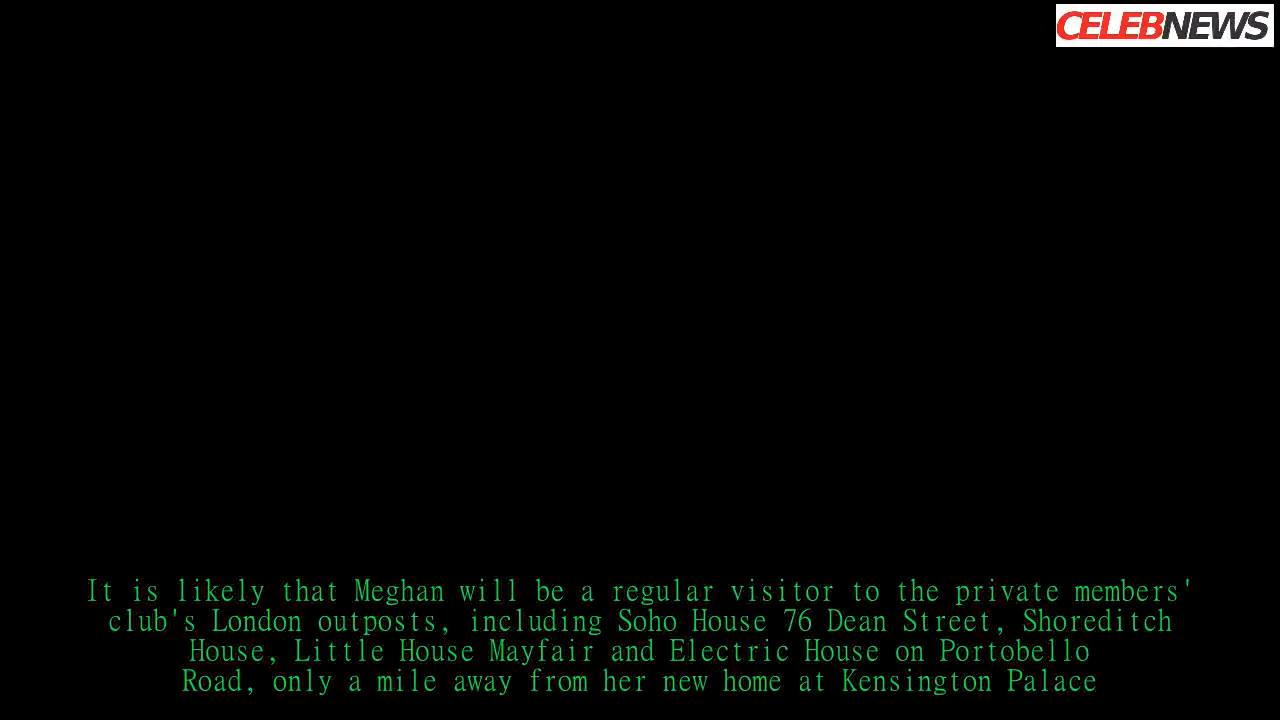 CELEBNEWS
It is likely that Meghan will be a regular visitor to the private members'
club's London outposts, including Soho House 76 Dean Street, Shoreditch
House, Little House Mayfair and Electric House on Portobello
Road, only a mile away from her new home at Kensington Palace